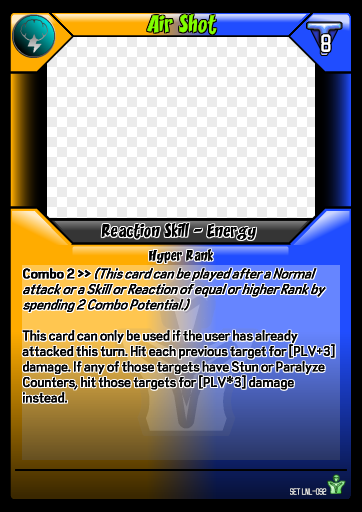 Air Shot
8
Reaction Skill - Energy
Hyper Rank
Combo 2 >> (This card can be played after a Normal
attack or a Skill or Reaction of equal or higher Rank by
spending 2 Combo Potential.)
This card can only be used if the user has already
attacked this turn. Hit each previous target for [PLV+3]
damage. If any of those targets have Stun or Paralyze
Counters, hit those targets for [PLV*3] damage
instead.
SET LNL-092